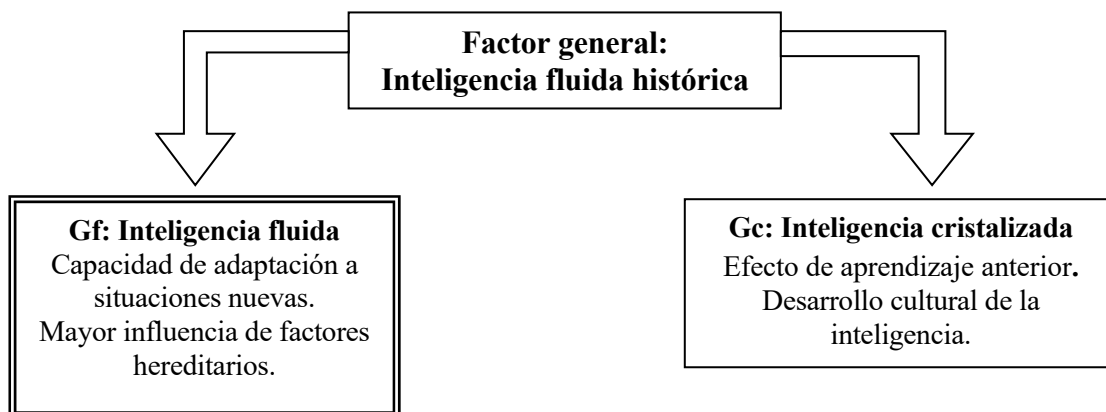 Factor general:
Inteligencia fluida histórica
Gf: Inteligencia fluida
Capacidad de adaptación a
situaciones nuevas.
Mayor influencia de factores
hereditarios.
Gc: Inteligencia cristalizada
Efecto de aprendizaje anterior.
Desarrollo cultural de la
inteligencia.